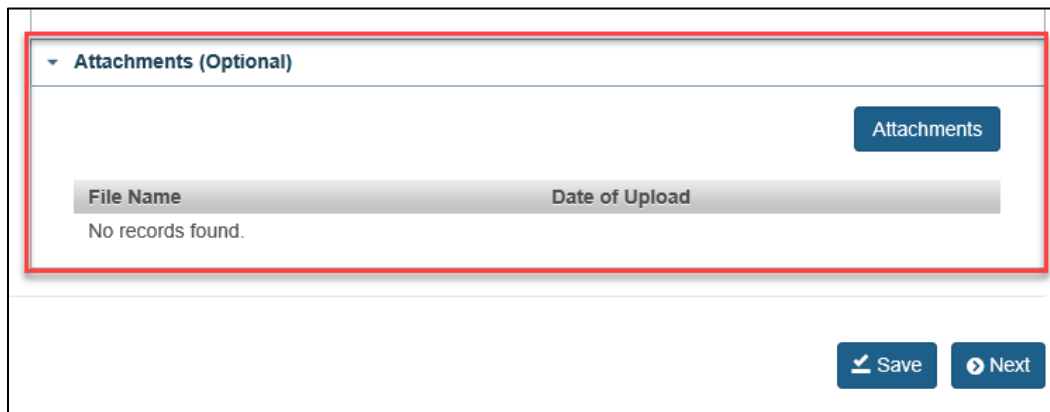 Attachments (Optional)
Attachments
File Name Date of Upload
No records found.
Save Next